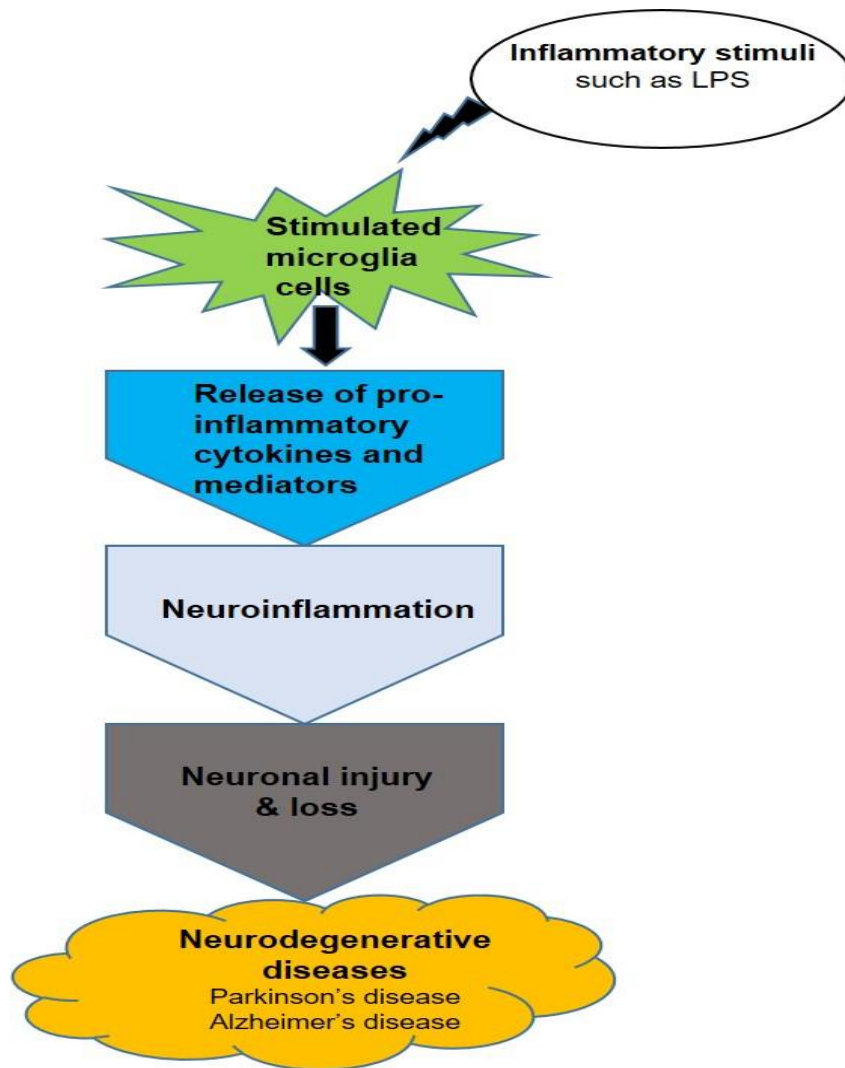 Inflammatory stimuli
such as LPS
Stimulated
microglia
cells
Release of pro-
inflammatory
cytokines and
mediators
Neuroinflammation
Neuronal injury
& loss
Neurodegenerative
diseases
Parkinson's disease
Alzheimer's disease